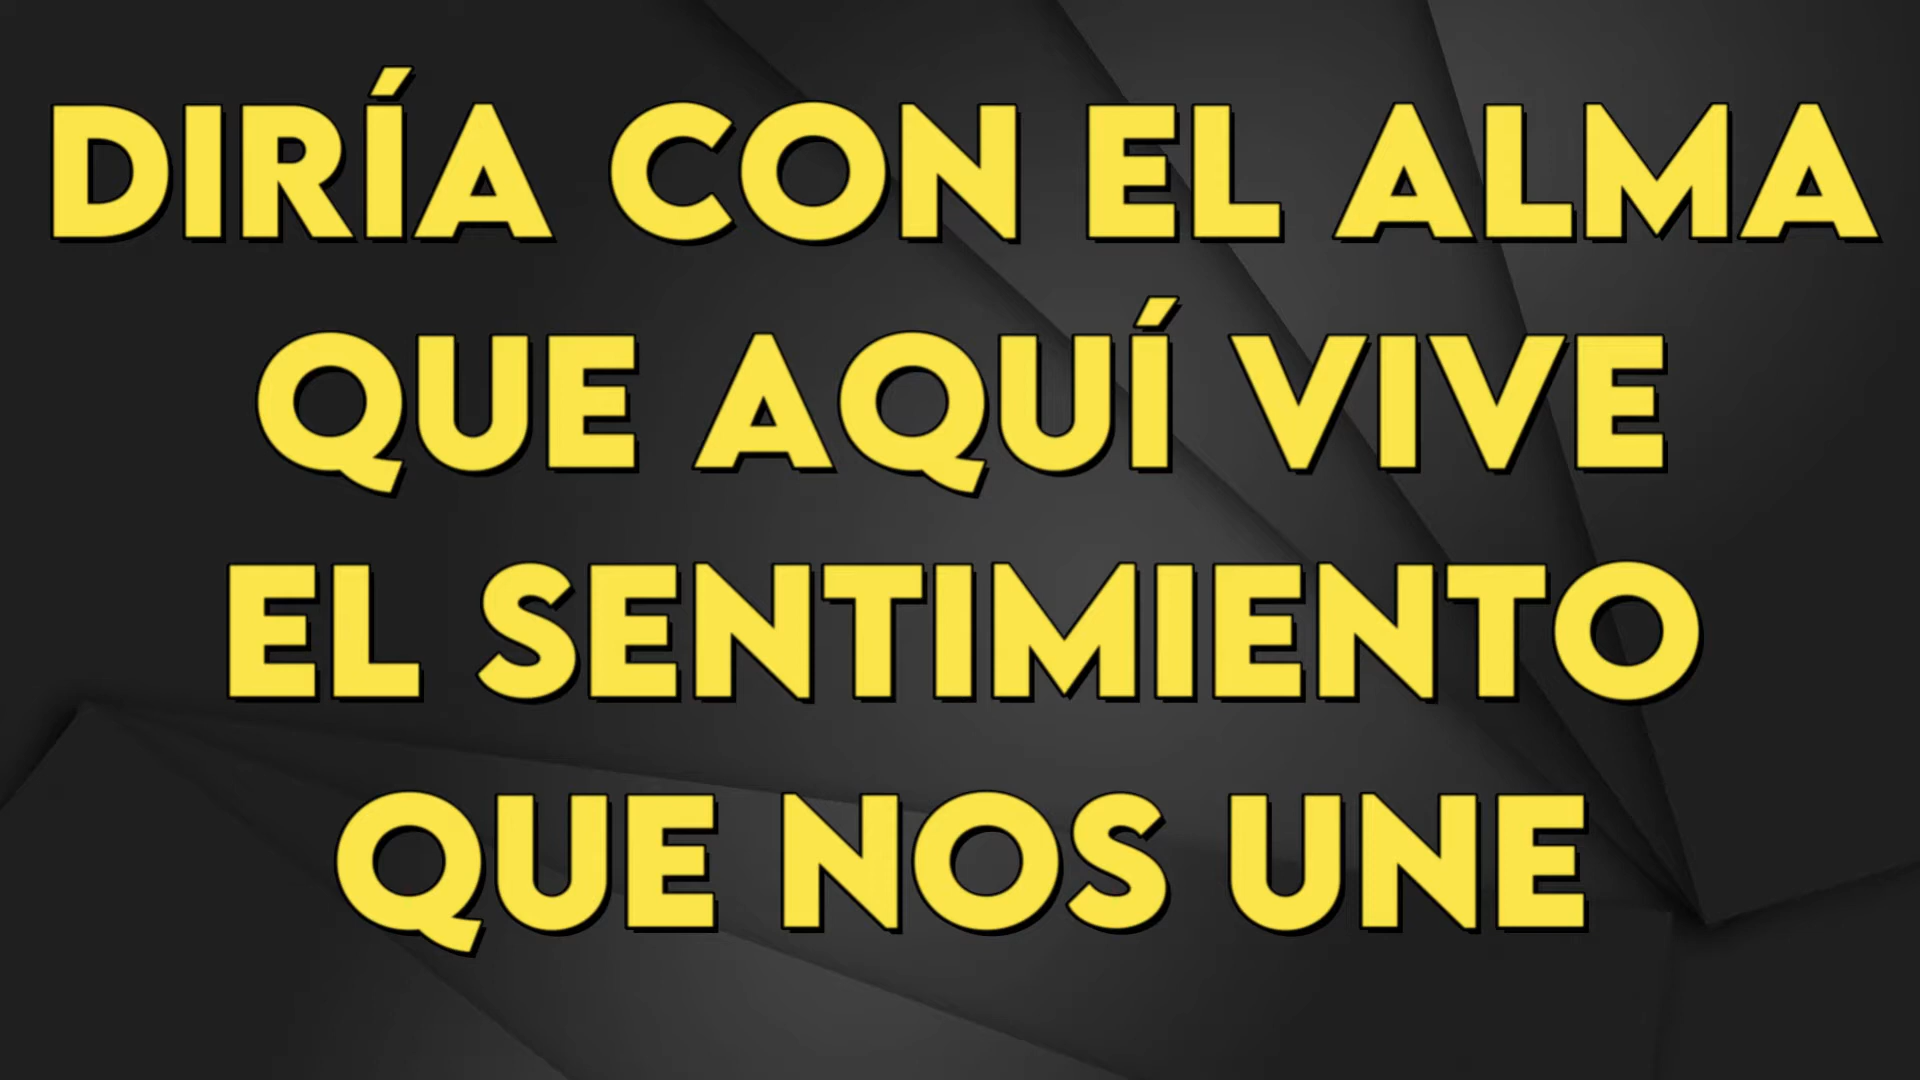 DIRÍA CON EL ALMA
QUE AQUÍ VIVE
EL SENTIMIENTO
QUE NOS UNE